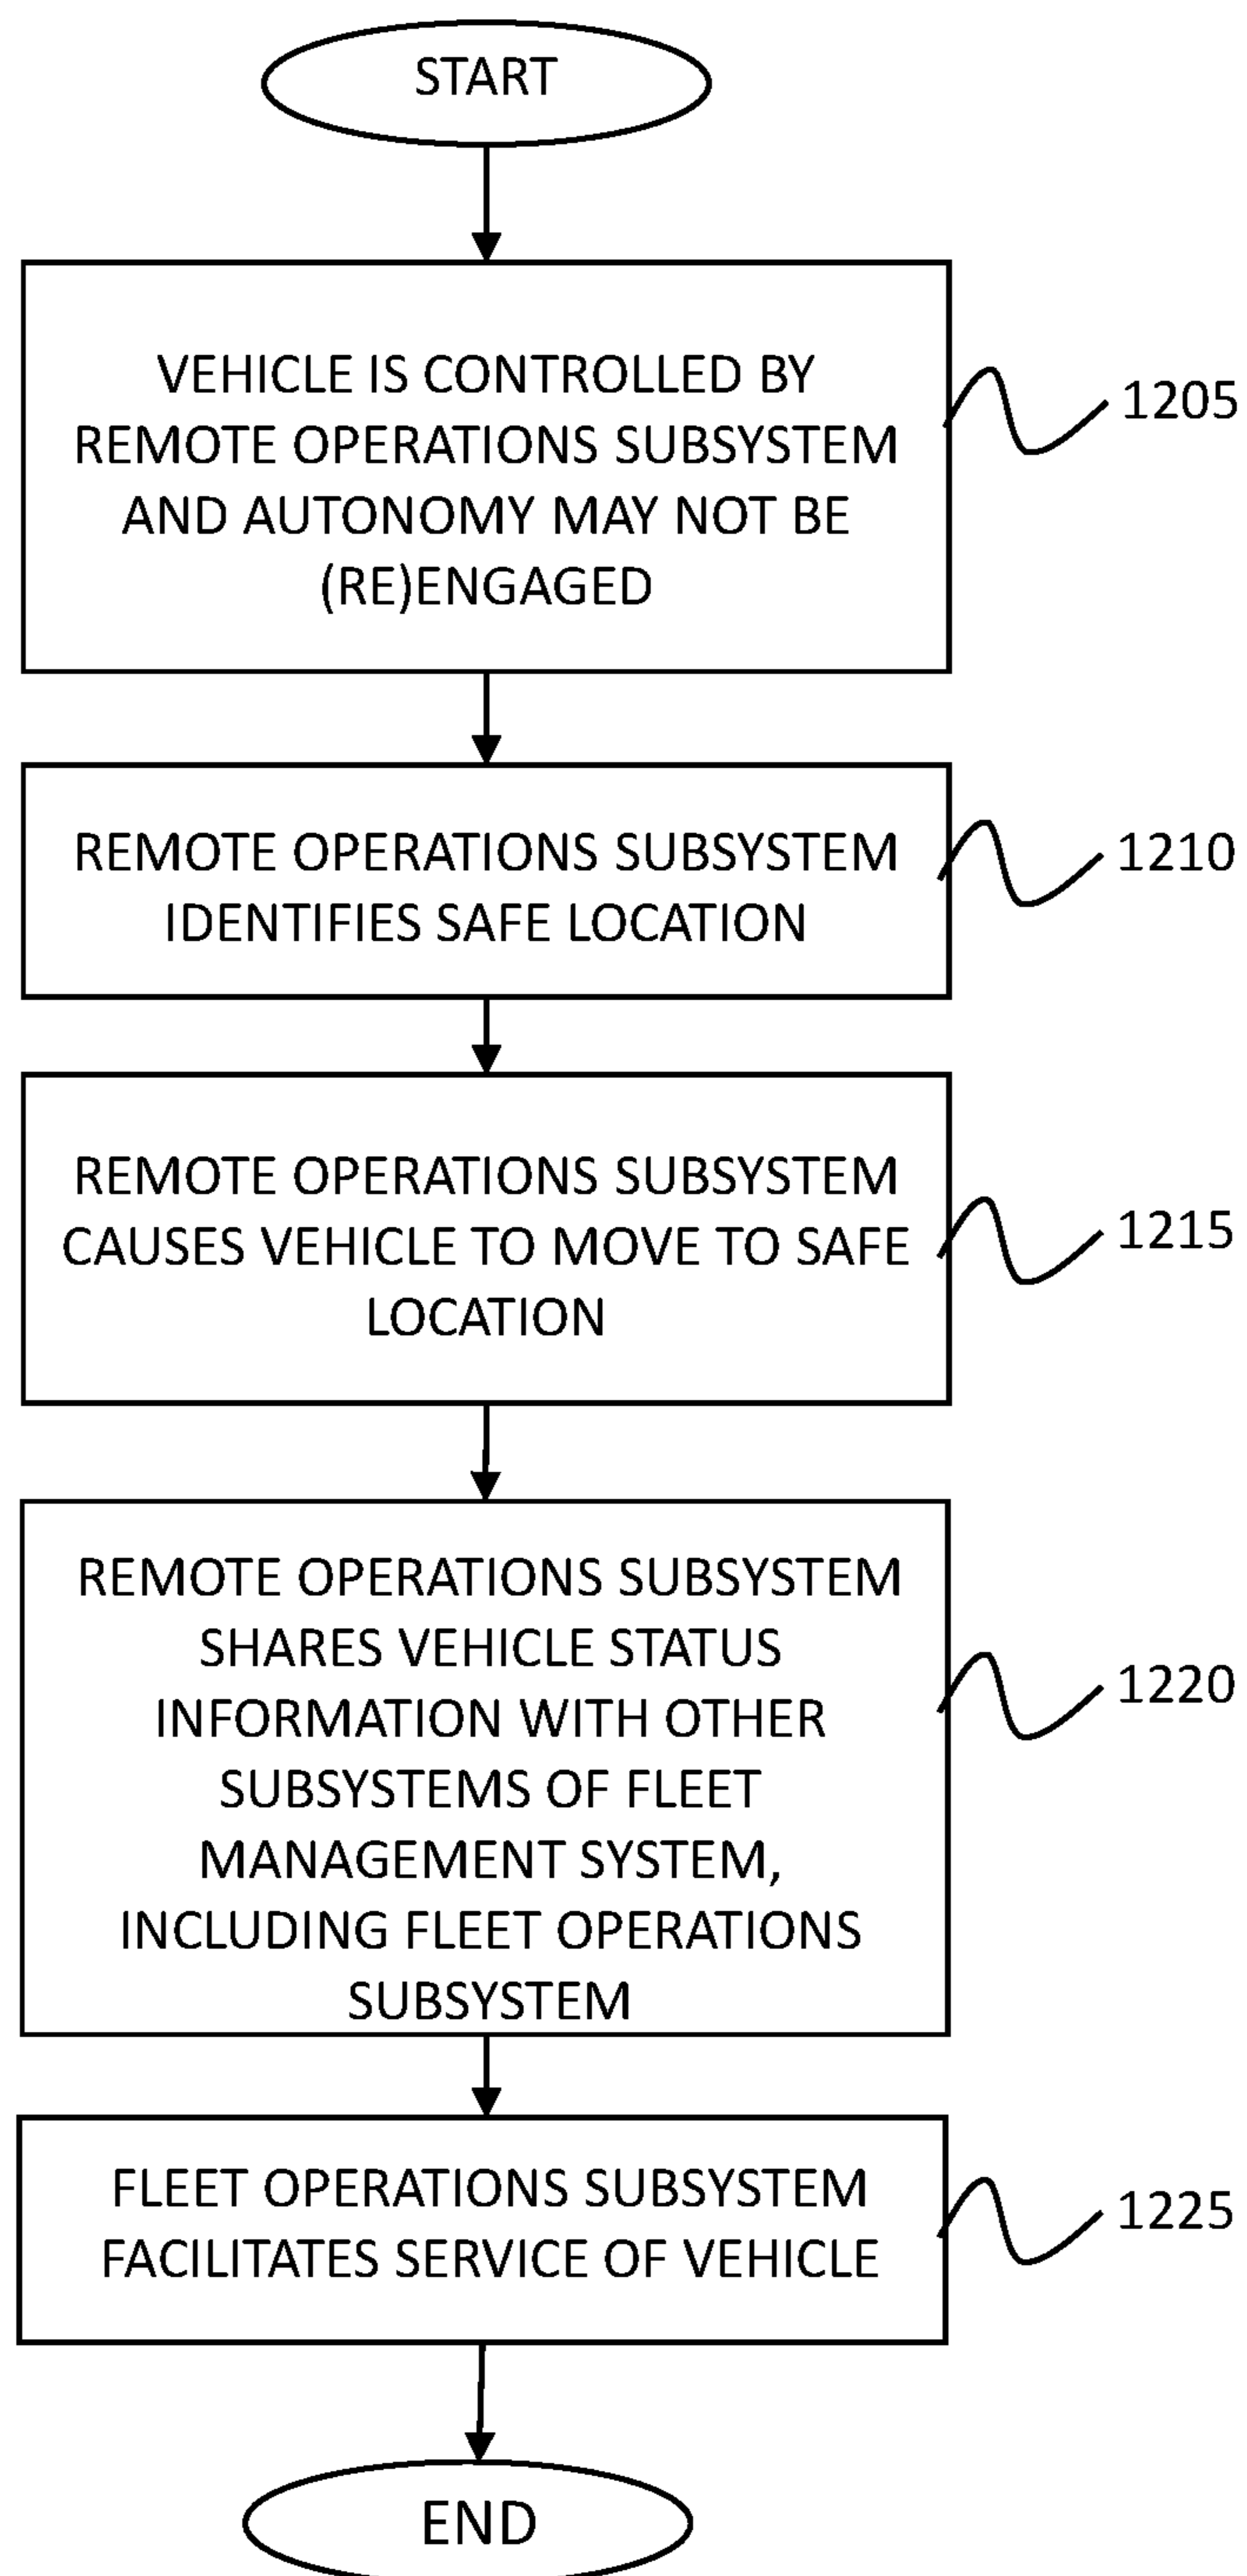 START
VEHICLE IS CONTROLLED BY
REMOTE OPERATIONS SUBSYSTEM
AND AUTONOMY MAY NOT BE
(RE)ENGAGED
1205
REMOTE OPERATIONS SUBSYSTEM
IDENTIFIES SAFE LOCATION
1210
REMOTE OPERATIONS SUBSYSTEM
CAUSES VEHICLE TO MOVE TO SAFE
LOCATION
1215
REMOTE OPERATIONS SUBSYSTEM
SHARES VEHICLE STATUS
INFORMATION WITH OTHER
SUBSYSTEMS OF FLEET
MANAGEMENT SYSTEM,
INCLUDING FLEET OPERATIONS
SUBSYSTEM
1220
FLEET OPERATIONS SUBSYSTEM
FACILITATES SERVICE OF VEHICLE
1225
END